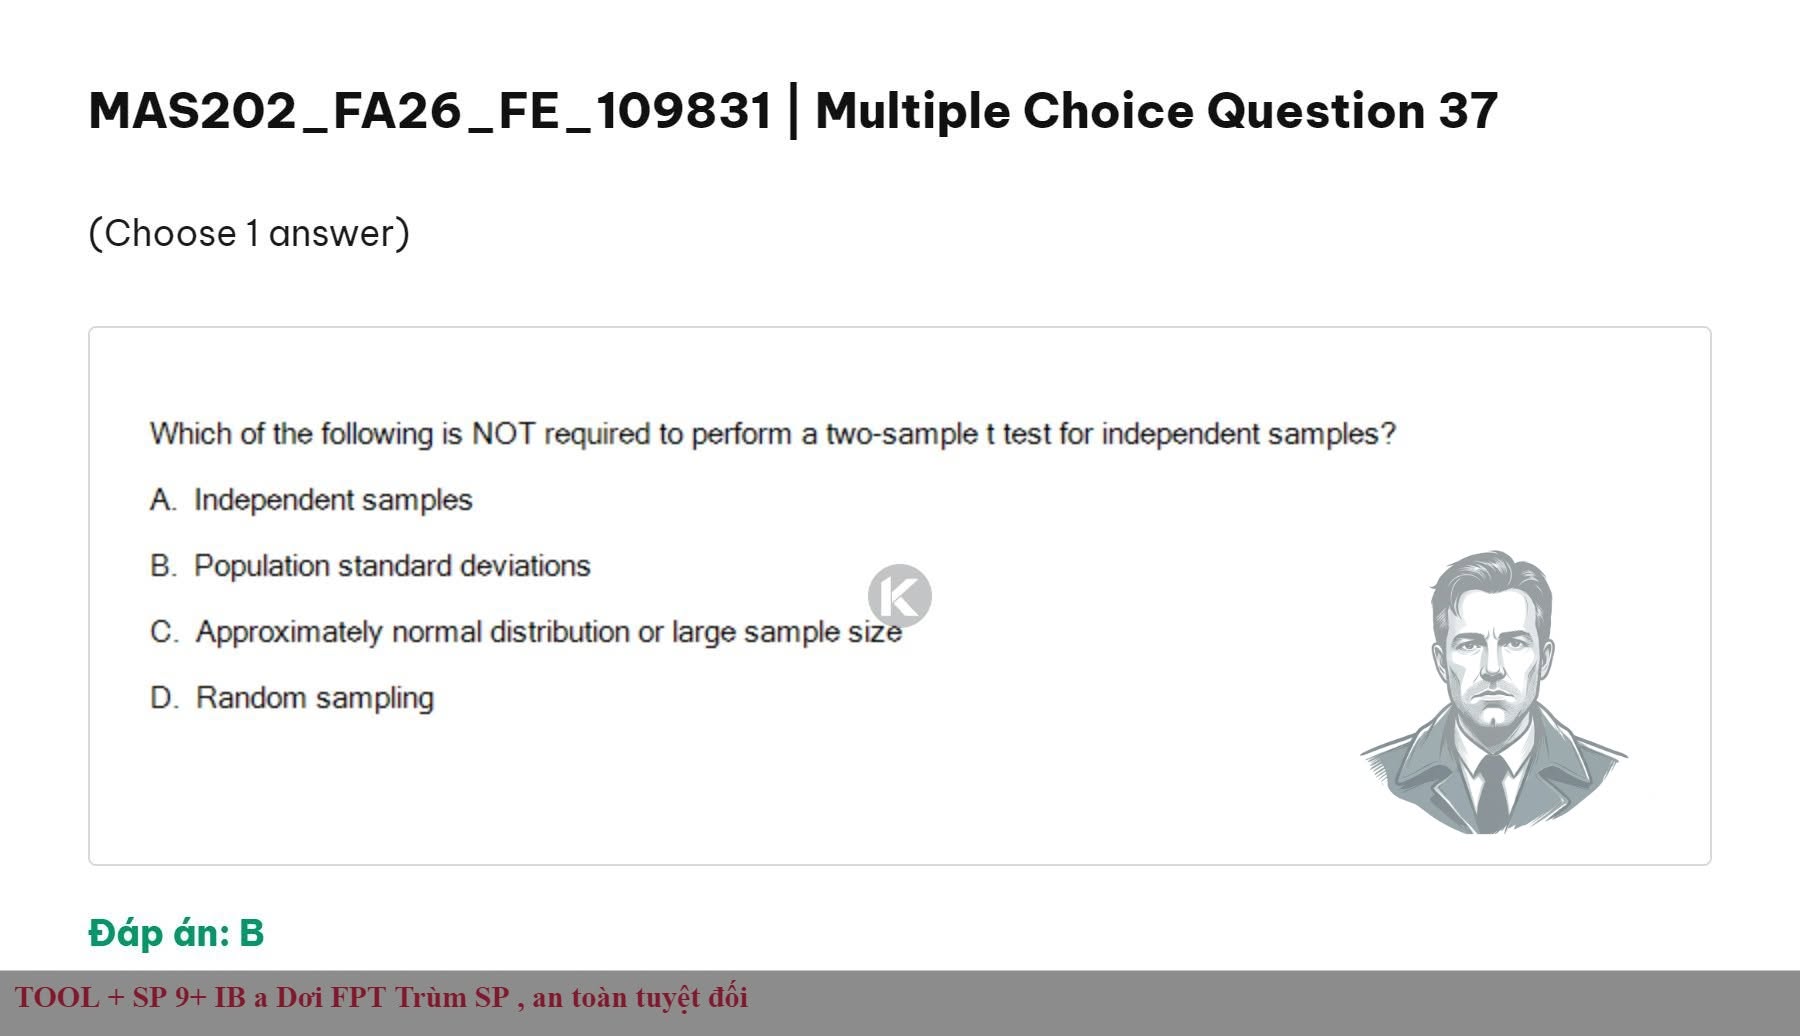 MAS202_FA26_FE_109831 | Multiple Choice Question 37
(Choose 1 answer)
Which of the following is NOT required to perform a two-sample t test for independent samples?
A. Independent samples
B. Population standard deviations
K
C. Approximately normal distribution or large sample size
D. Random sampling
Đáp án: B
TOOL + SP 9+ IB a Dơi FPT Trùm SP , an toàn tuyệt đối